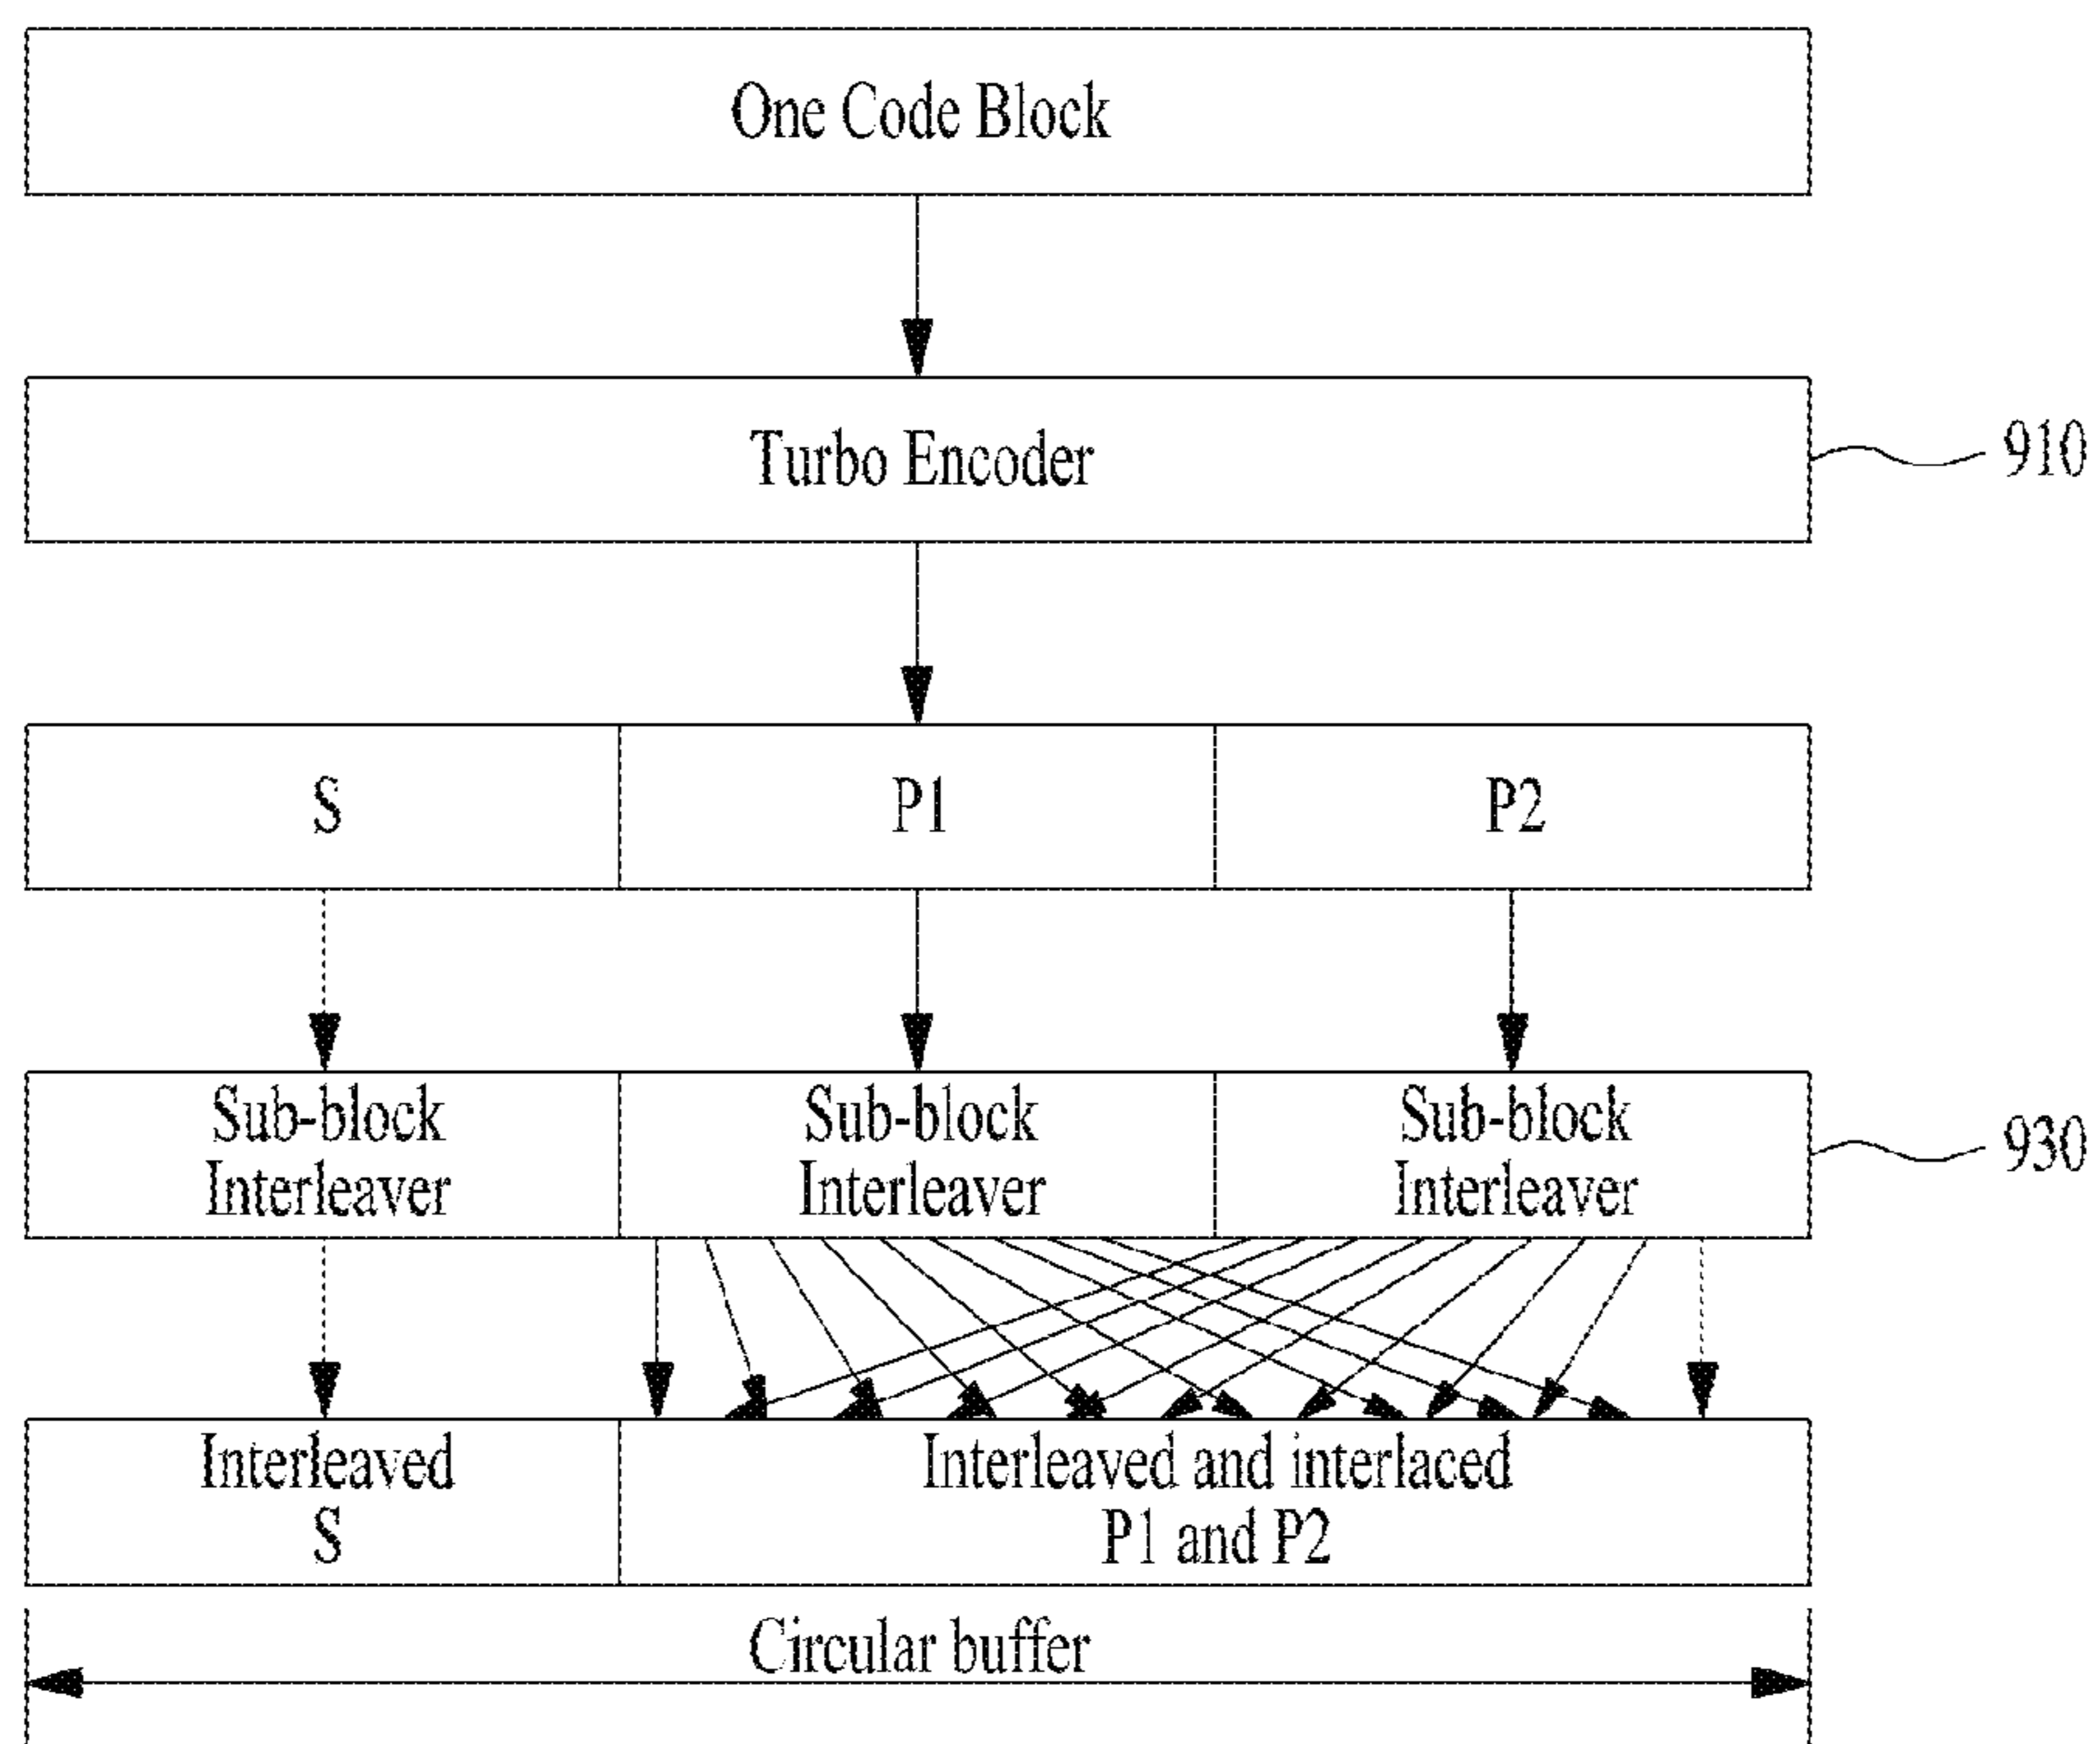 One Code Block
Turbo Encoder
910
S
P1
P2
Sub-block
Interleaver
Sub-block
Interleaver
Sub-block
Interleaver
930
Interleaved
S
Interleaved and interlaced
P1 and P2
Circular buffer